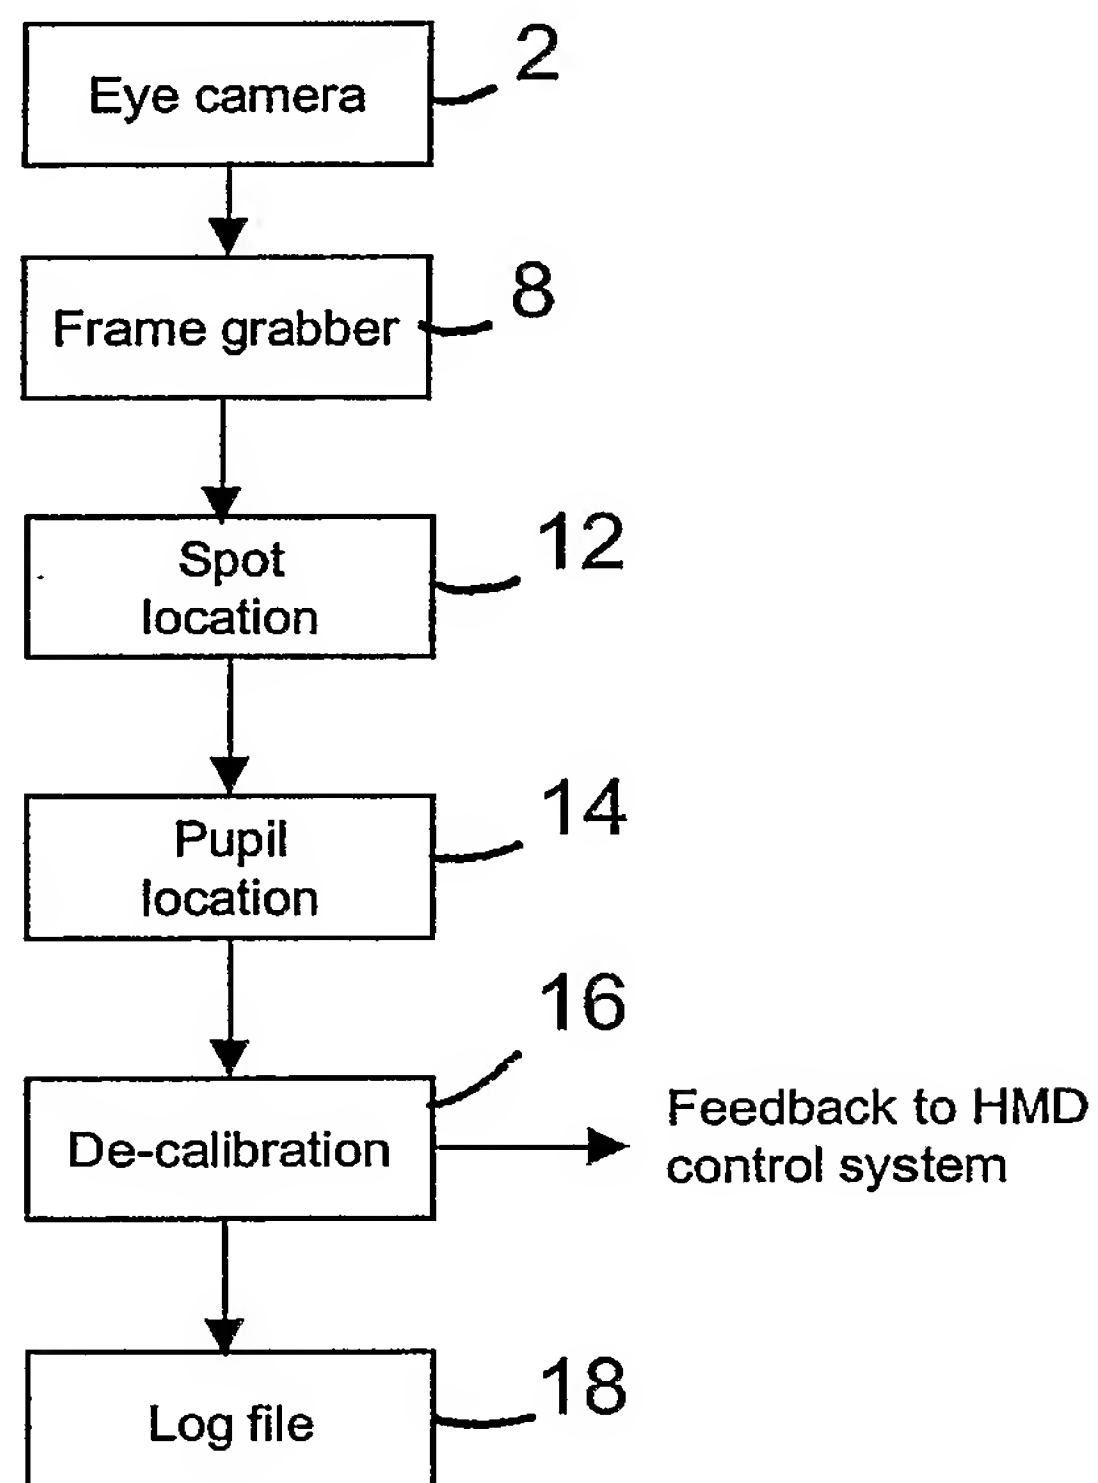 2
Eye camera
8
Frame grabber
12
Spot
location
14
Pupil
location
16
De-calibration
Feedback to HMD
control system
18
Log file